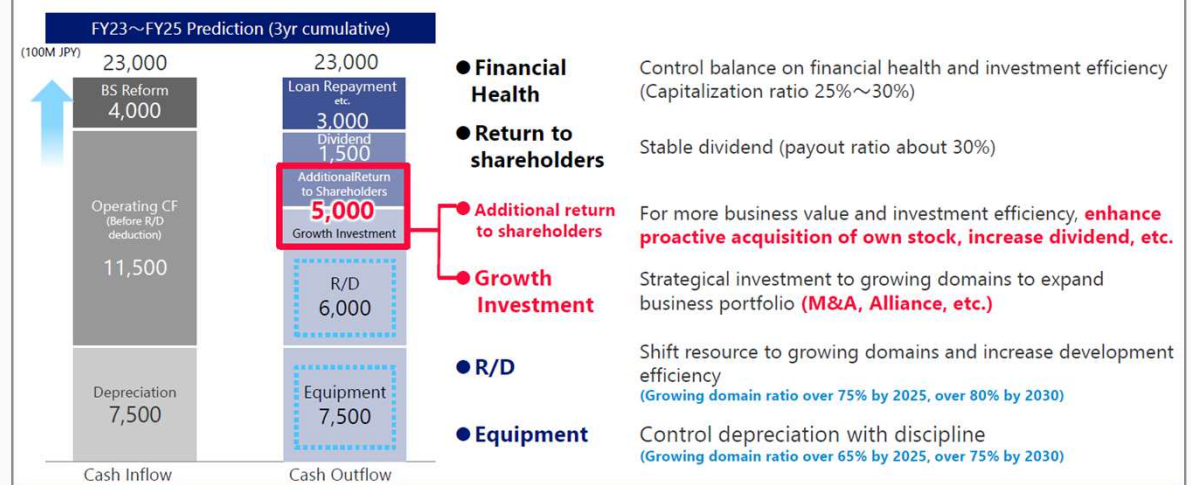 FY23～FY25 Prediction (3yr cumulative)
(100M JPY)
23,000
23,000
BS Reform
4,000
Operating CF
(Before R/D
deduction)
11,500
Depreciation
7,500
Cash Inflow
Loan Repayment
etc.
3,000
Dividend
1,500
AdditionalReturn
to Shareholders
5,000
Growth Investment
R/D
6,000
Equipment
7,500
Cash Outflow
●Financial
Health
Control balance on financial health and investment efficiency
(Capitalization ratio 25%～30%)
●Return to
shareholders
Stable dividend (payout ratio about 30%)
●Additional return
to shareholders
For more business value and investment efficiency, enhance
proactive acquisition of own stock, increase dividend, etc.
●Growth
Investment
Strategical investment to growing domains to expand
business portfolio (M&A, Alliance, etc.)
●R/D
Shift resource to growing domains and increase development
efficiency
(Growing domain ratio over 75% by 2025, over 80% by 2030)
●Equipment
Control depreciation with discipline
(Growing domain ratio over 65% by 2025, over 75% by 2030)